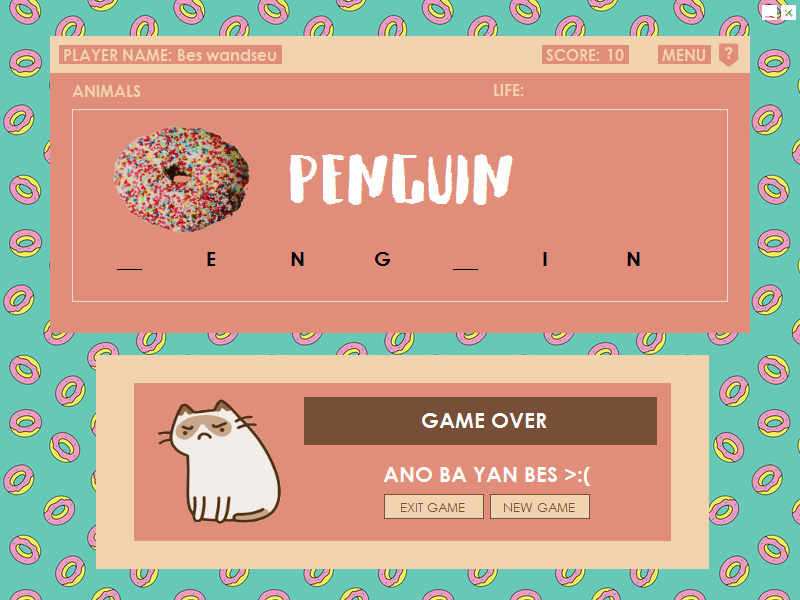 PLAYER NAME: Bes wandseu SCORE: 10 MENU ?
ANIMALS LIFE:
PENGUIN
__ E N G __ I N
GAME OVER
ANO BA YAN BES >:(
EXIT GAME NEW GAME